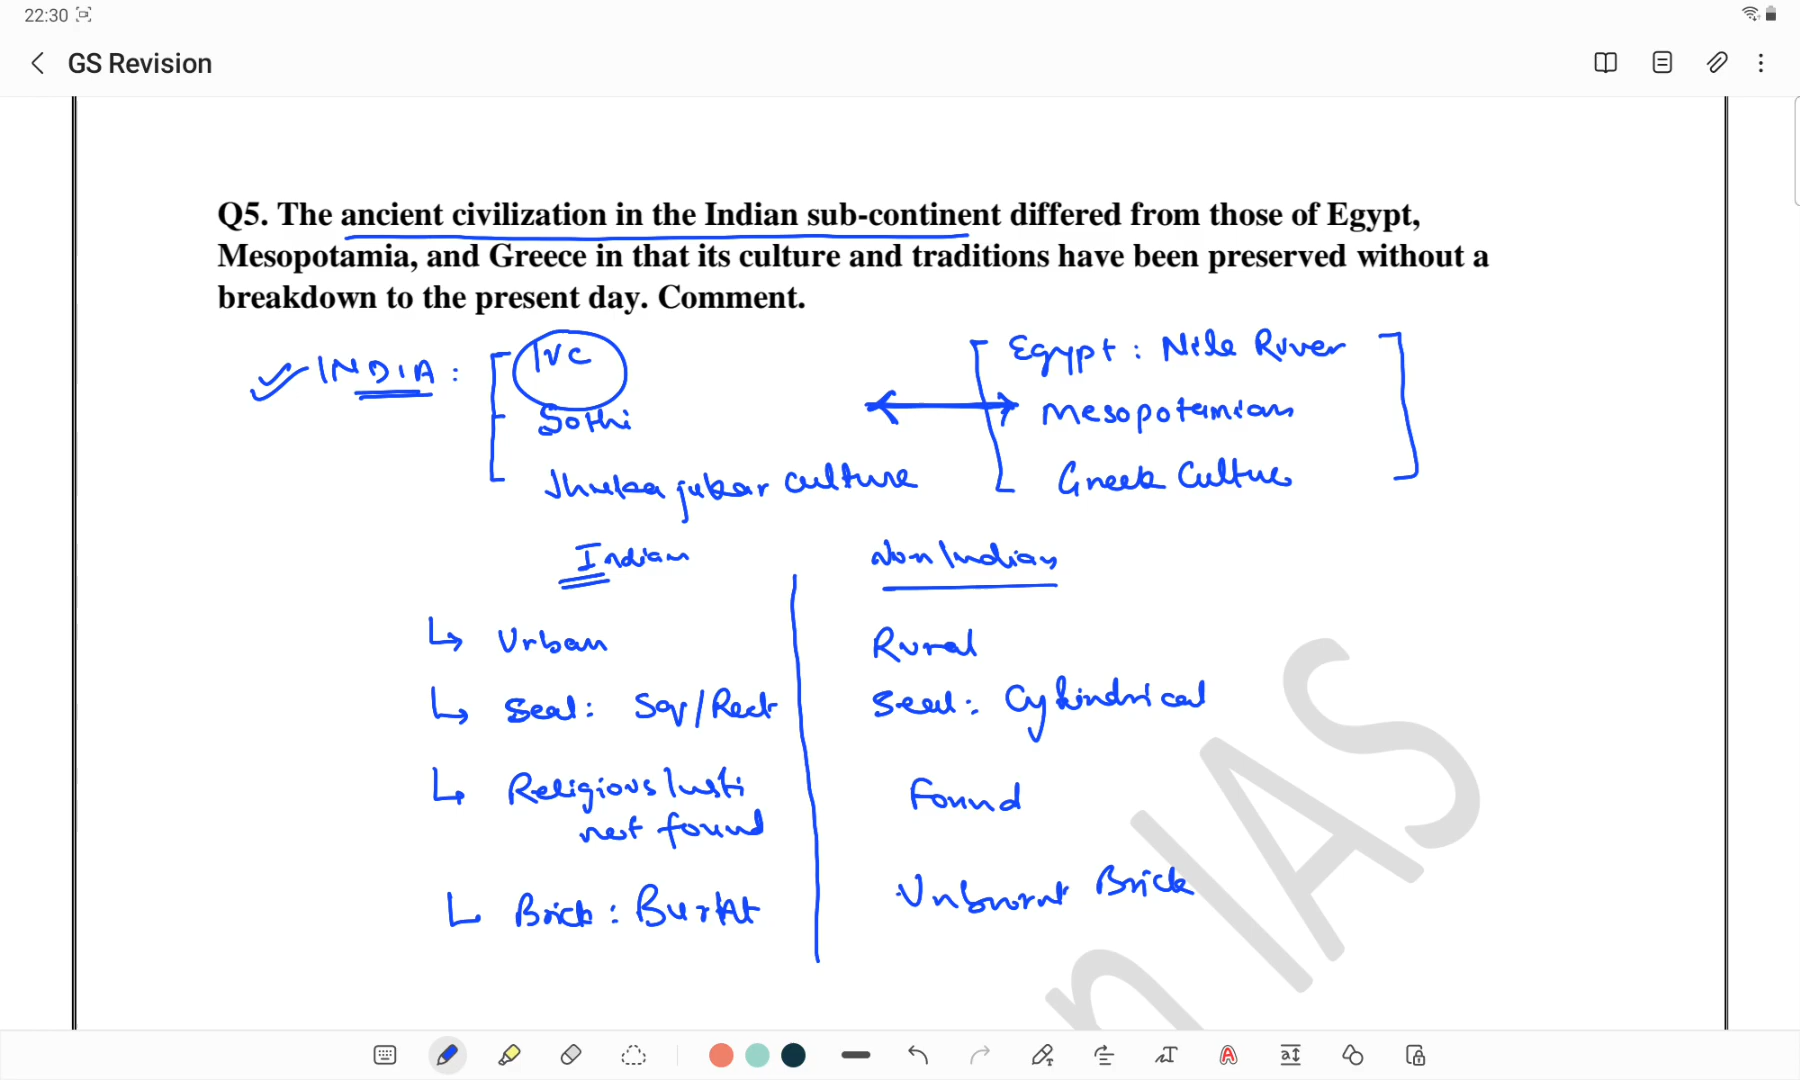 22:30
GS Revision
Q5. The ancient civilization in the Indian sub-continent differed from those of Egypt,
Mesopotamia, and Greece in that its culture and traditions have been preserved without a
breakdown to the present day. Comment.
INDIA : IVC
Sothi
Jhukar jukar culture
Egypt : Nile River
Mesopotamian
Greek Culture
Indian Non Indian
Urban Rural
Seal: Sqr/Rect Seal: Cylindrical
Religious Insti Found
not found
Brick : Burnt Unburnt Brick
n IAS